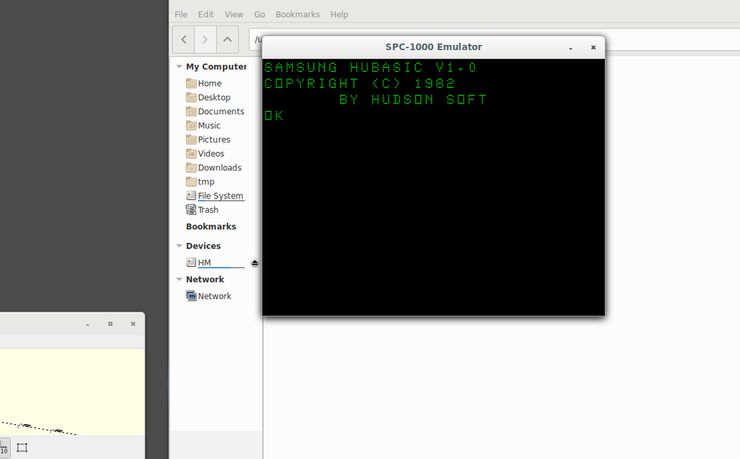 File Edit View Go Bookmarks Help
/u
SPC-1000 Emulator
SAMSUNG HUBASIC V1.0
COPYRIGHT (C) 1982
BY HUDSON SOFT
OK
My Computer
Home
Desktop
Documents
Music
Pictures
Videos
Downloads
tmp
File System
Trash
Bookmarks
Devices
HM
Network
Network
10